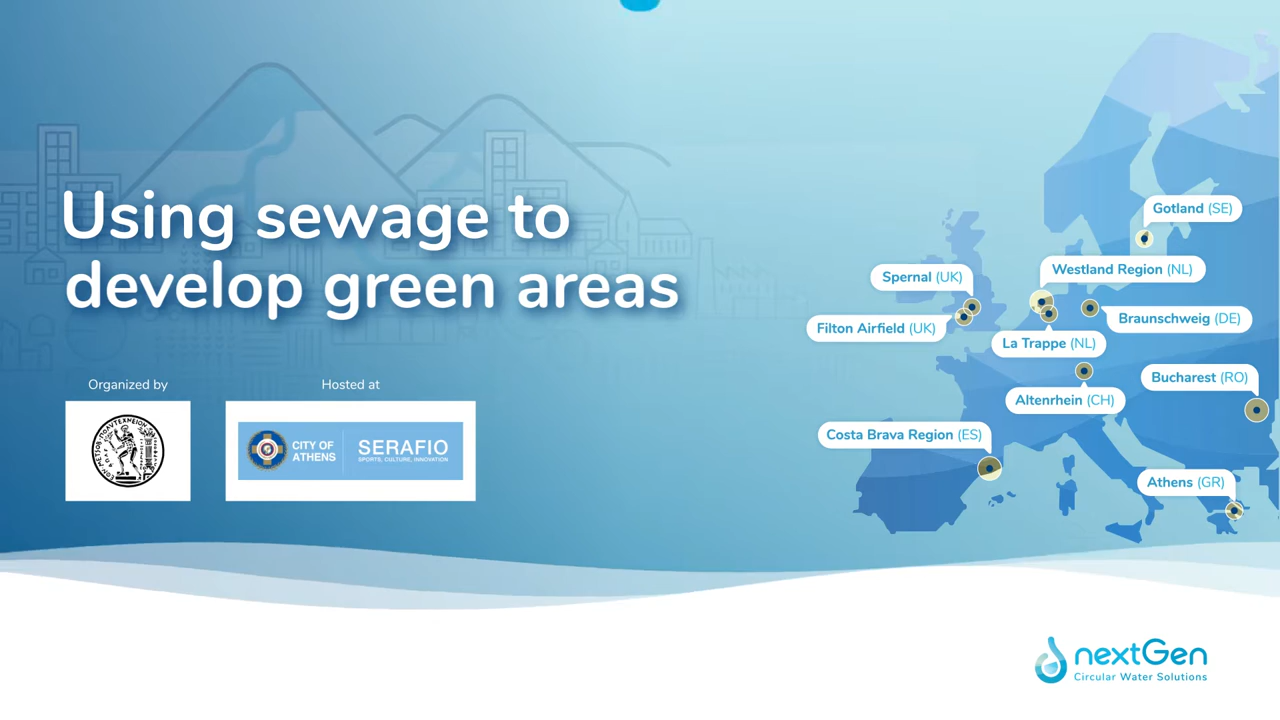 Using sewage to
develop green areas
Organized by
Hosted at
CITY OF
ATHENS
SERAFIO
SPORTS, CULTURE, INNOVATION
Gotland (SE)
Westland Region (NL)
Spernal (UK)
Braunschweig (DE)
Filton Airfield (UK)
La Trappe (NL)
Bucharest (RO)
Altenrhein (CH)
Costa Brava Region (ES)
Athens (GR)
nextGen
Circular Water Solutions